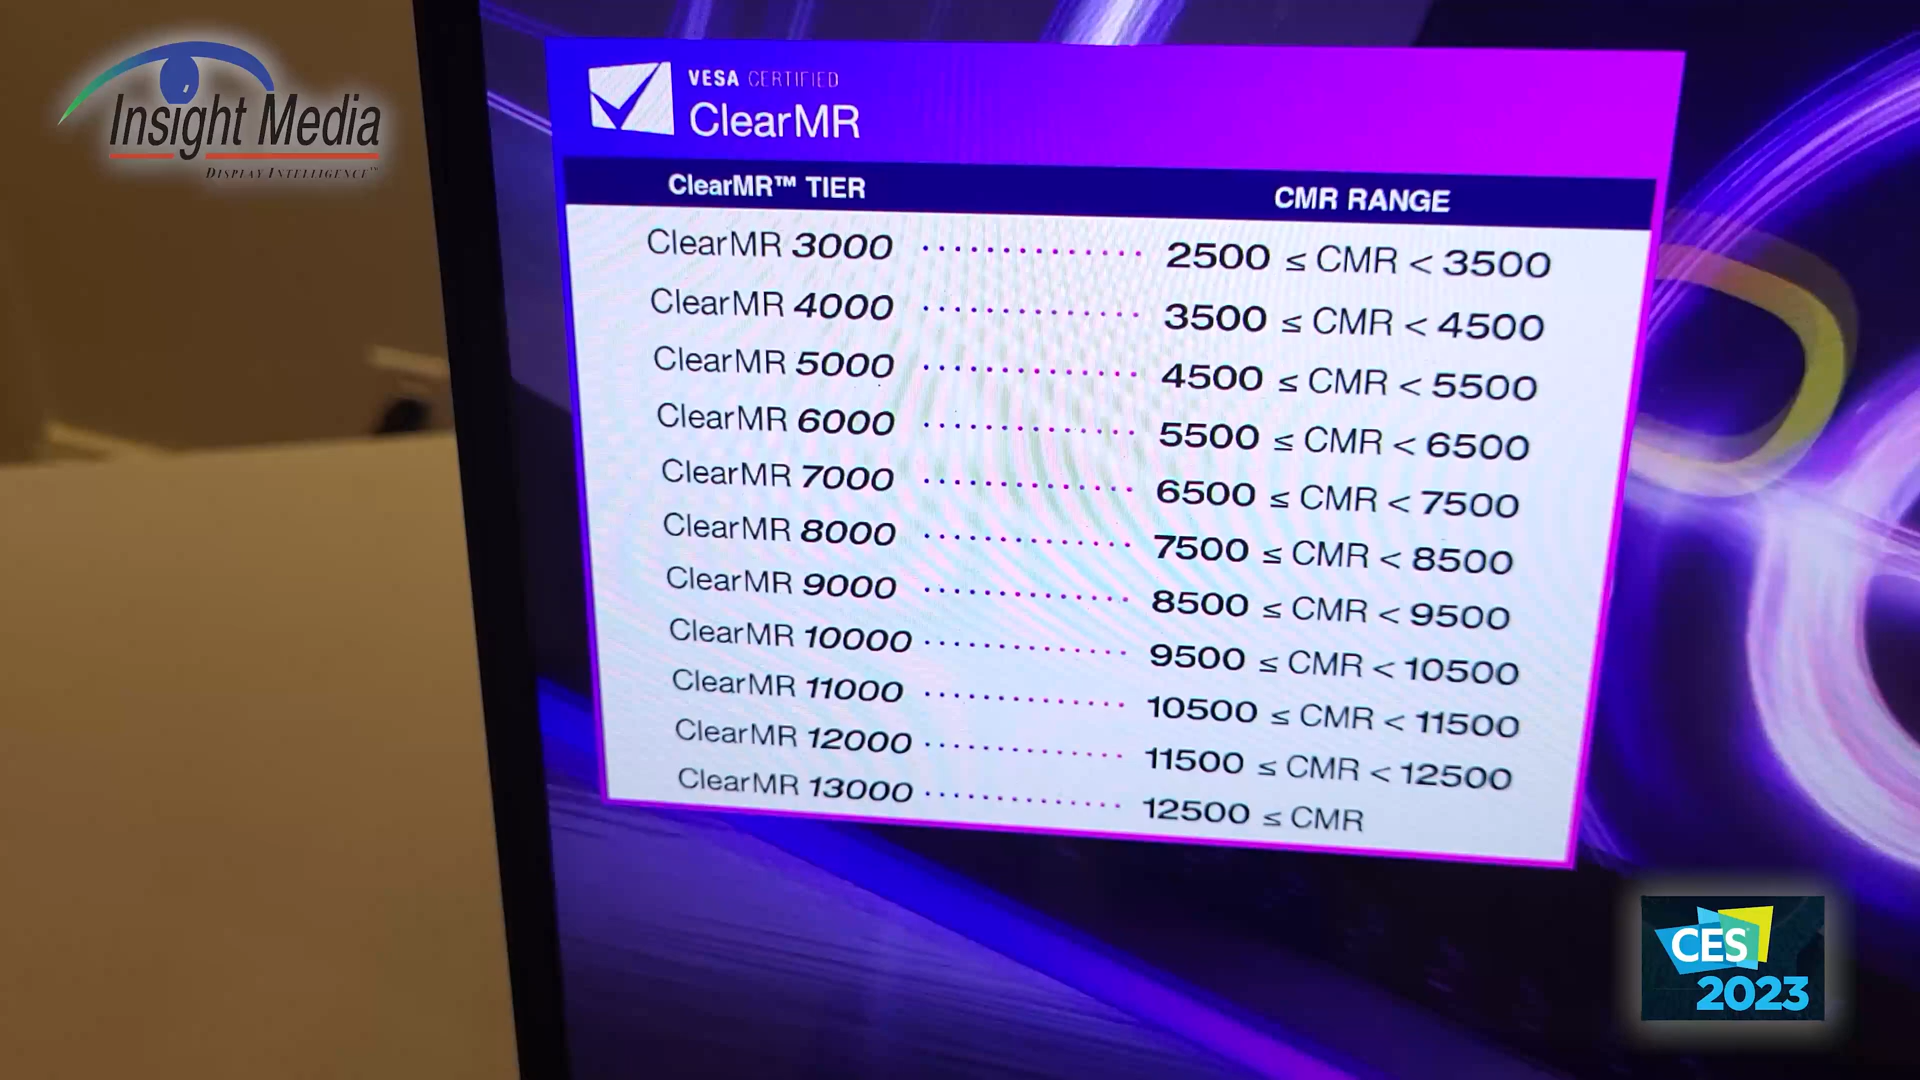 Insight Media
DISPLAY INTELLIGENCE™
VESA CERTIFIED
ClearMR
ClearMR™ TIER CMR RANGE
ClearMR 3000 ............... 2500 ≤ CMR < 3500
ClearMR 4000 ............... 3500 ≤ CMR < 4500
ClearMR 5000 ............... 4500 ≤ CMR < 5500
ClearMR 6000 ............... 5500 ≤ CMR < 6500
ClearMR 7000 ............... 6500 ≤ CMR < 7500
ClearMR 8000 ............... 7500 ≤ CMR < 8500
ClearMR 9000 ............... 8500 ≤ CMR < 9500
ClearMR 10000 .............. 9500 ≤ CMR < 10500
ClearMR 11000 .............. 10500 ≤ CMR < 11500
ClearMR 12000 .............. 11500 ≤ CMR < 12500
ClearMR 13000 .............. 12500 ≤ CMR
CES
2023